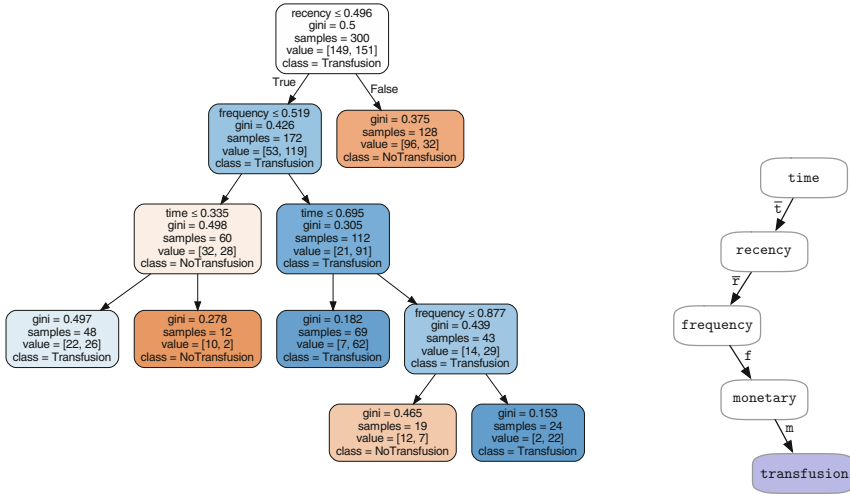 recency ≤ 0.496
gini = 0.5
samples = 300
value = [149, 151]
class = Transfusion
True
False
frequency ≤ 0.519
gini = 0.426
samples = 172
value = [53, 119]
class = Transfusion
gini = 0.375
samples = 128
value = [96, 32]
class = NoTransfusion
time ≤ 0.335
gini = 0.498
samples = 60
value = [32, 28]
class = NoTransfusion
time ≤ 0.695
gini = 0.305
samples = 112
value = [21, 91]
class = Transfusion
gini = 0.497
samples = 48
value = [22, 26]
class = Transfusion
gini = 0.278
samples = 12
value = [10, 2]
class = NoTransfusion
gini = 0.182
samples = 69
value = [7, 62]
class = Transfusion
frequency ≤ 0.877
gini = 0.439
samples = 43
value = [14, 29]
class = Transfusion
gini = 0.465
samples = 19
value = [12, 7]
class = NoTransfusion
gini = 0.153
samples = 24
value = [2, 22]
class = Transfusion
time
t̅
recency
r̅
frequency
f
monetary
m
transfusion